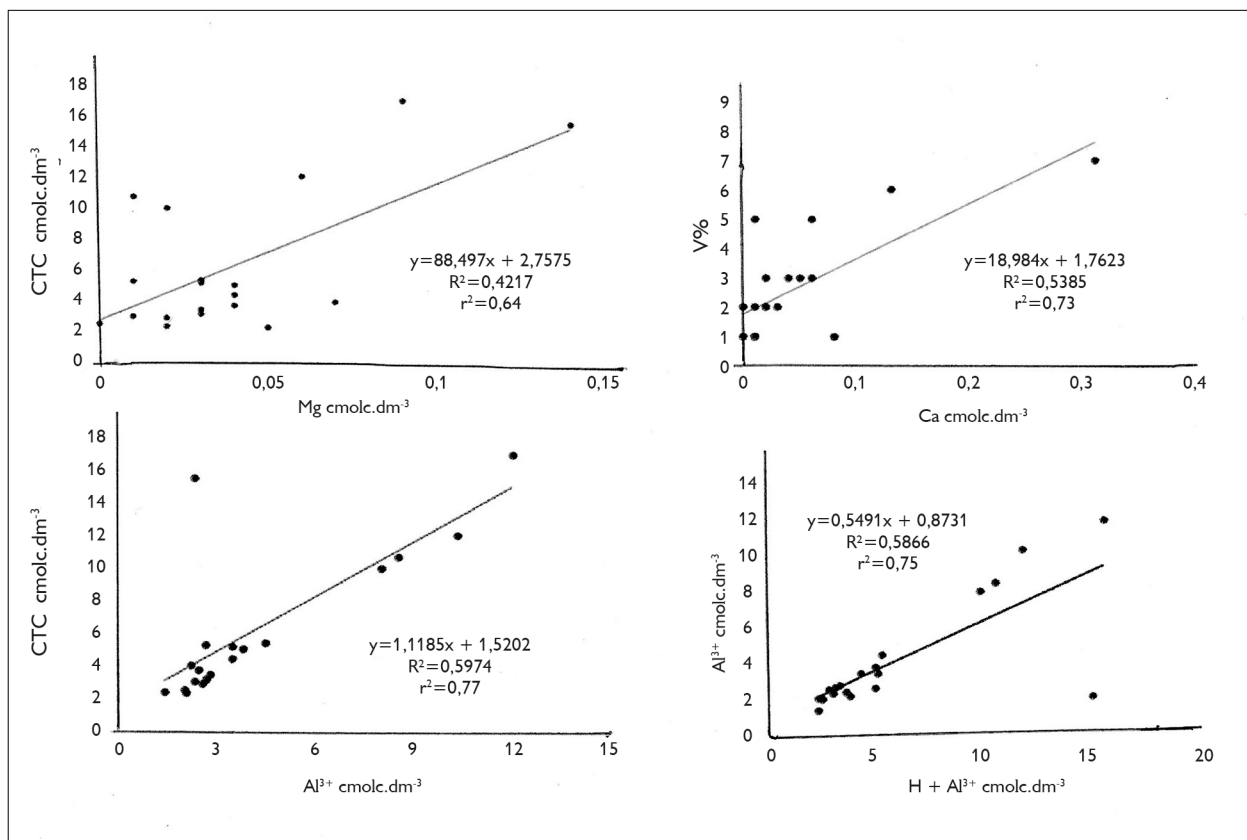 CTC cmolc.dm⁻³
18
16
14
12
10
8
6
4
2
0
y=88,497x + 2,7575
R²=0,4217
r²=0,64
0 0,05 0,1 0,15
Mg cmolc.dm⁻³
V%
9
8
7
6
5
4
3
2
1
0
y=18,984x + 1,7623
R²=0,5385
r²=0,73
0 0,1 0,2 0,3 0,4
Ca cmolc.dm⁻³
CTC cmolc.dm⁻³
18
16
14
12
10
8
6
4
2
0
y=1,1185x + 1,5202
R²=0,5974
r²=0,77
0 3 6 9 12 15
Al³⁺ cmolc.dm⁻³
Al³⁺ cmolc.dm⁻³
14
12
10
8
6
4
2
0
y=0,5491x + 0,8731
R²=0,5866
r²=0,75
0 5 10 15 20
H + Al³⁺ cmolc.dm⁻³